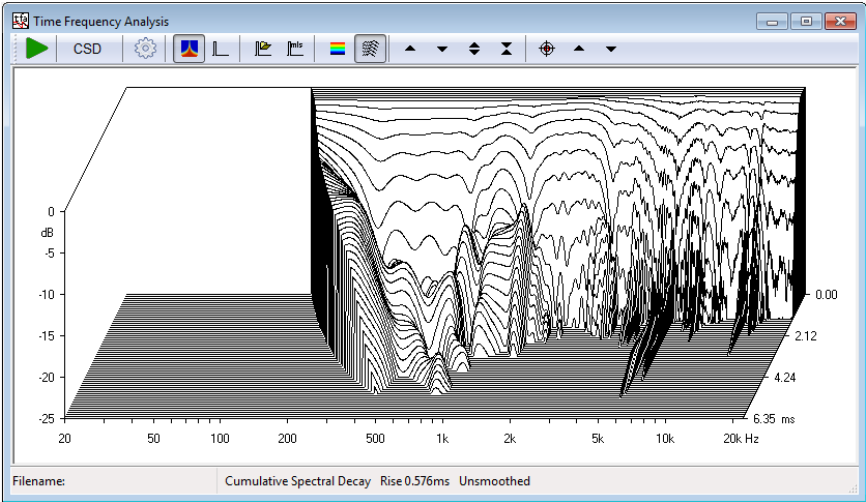 Time Frequency Analysis
CSD
mls
0
dB
-5
-10
-15
-20
-25
0.00
2.12
4.24
6.35 ms
20 50 100 200 500 1k 2k 5k 10k 20k Hz
Filename: Cumulative Spectral Decay Rise 0.576ms Unsmoothed